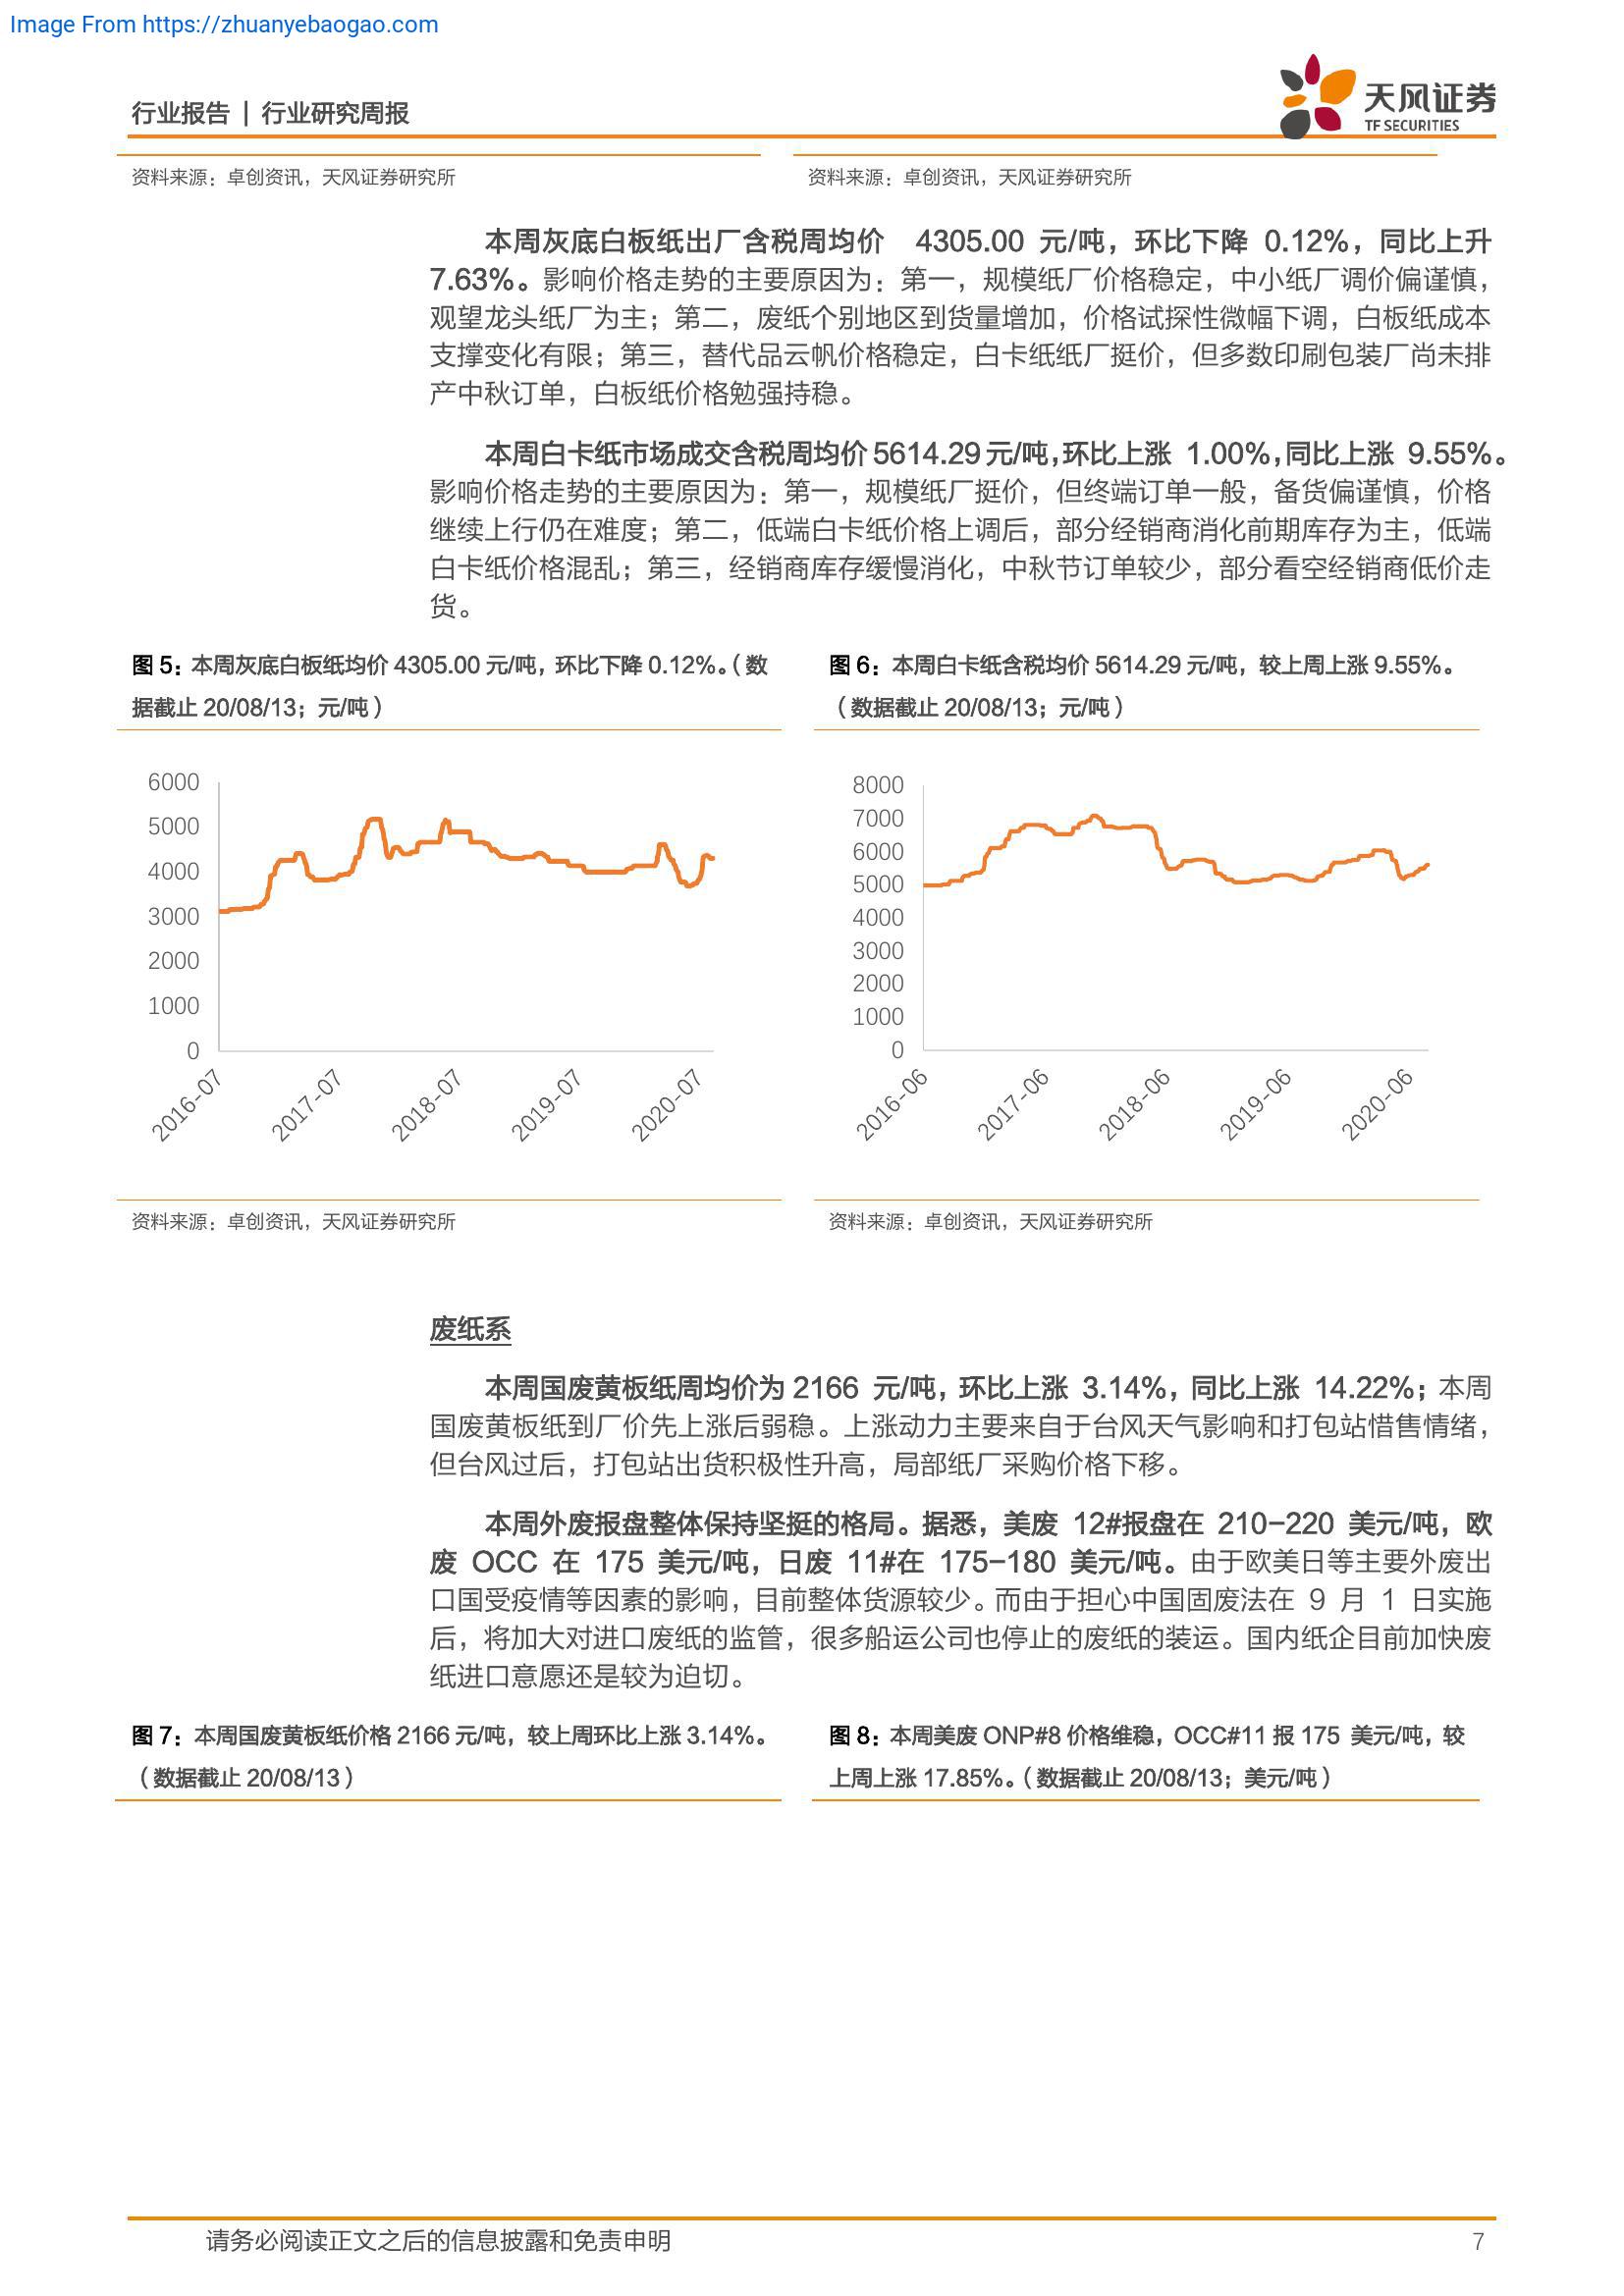 Image From https://zhuanyebaogao.com
行业报告 | 行业研究周报
天风证券
TF SECURITIES
资料来源：卓创资讯，天风证券研究所
资料来源：卓创资讯，天风证券研究所
本周灰底白板纸出厂含税周均价 4305.00 元/吨，环比下降 0.12%，同比上升
7.63%。影响价格走势的主要原因为：第一，规模纸厂价格稳定，中小纸厂调价偏谨慎，
观望龙头纸厂为主；第二，废纸个别地区到货量增加，价格试探性微幅下调，白板纸成本
支撑变化有限；第三，替代品云帆价格稳定，白卡纸纸厂挺价，但多数印刷包装厂尚未排
产中秋订单，白板纸价格勉强持稳。
本周白卡纸市场成交含税周均价5614.29元/吨，环比上涨 1.00%，同比上涨 9.55%。
影响价格走势的主要原因为：第一，规模纸厂挺价，但终端订单一般，备货偏谨慎，价格
继续上行仍在难度；第二，低端白卡纸价格上调后，部分经销商消化前期库存为主，低端
白卡纸价格混乱；第三，经销商库存缓慢消化，中秋节订单较少，部分看空经销商低价走
货。
图 5：本周灰底白板纸均价 4305.00 元/吨，环比下降 0.12%。（数
据截止 20/08/13；元/吨）
图 6：本周白卡纸含税均价 5614.29 元/吨，较上周上涨 9.55%。
（数据截止 20/08/13；元/吨）
6000
5000
4000
3000
2000
1000
0
2016-07
2017-07
2018-07
2019-07
2020-07
8000
7000
6000
5000
4000
3000
2000
1000
0
2016-06
2017-06
2018-06
2019-06
2020-06
资料来源：卓创资讯，天风证券研究所
资料来源：卓创资讯，天风证券研究所
废纸系
本周国废黄板纸周均价为 2166 元/吨，环比上涨 3.14%，同比上涨 14.22%；本周
国废黄板纸到厂价先上涨后弱稳。上涨动力主要来自于台风天气影响和打包站惜售情绪，
但台风过后，打包站出货积极性升高，局部纸厂采购价格下移。
本周外废报盘整体保持坚挺的格局。据悉，美废 12#报盘在 210-220 美元/吨，欧
废 OCC 在 175 美元/吨，日废 11#在 175-180 美元/吨。由于欧美日等主要外废出
口国受疫情等因素的影响，目前整体货源较少。而由于担心中国固废法在 9 月 1 日实施
后，将加大对进口废纸的监管，很多船运公司也停止的废纸的装运。国内纸企目前加快废
纸进口意愿还是较为迫切。
图 7：本周国废黄板纸价格 2166 元/吨，较上周环比上涨 3.14%。
（数据截止 20/08/13）
图 8：本周美废 ONP#8 价格维稳，OCC#11 报 175 美元/吨，较
上周上涨 17.85%。（数据截止 20/08/13；美元/吨）
请务必阅读正文之后的信息披露和免责申明
7